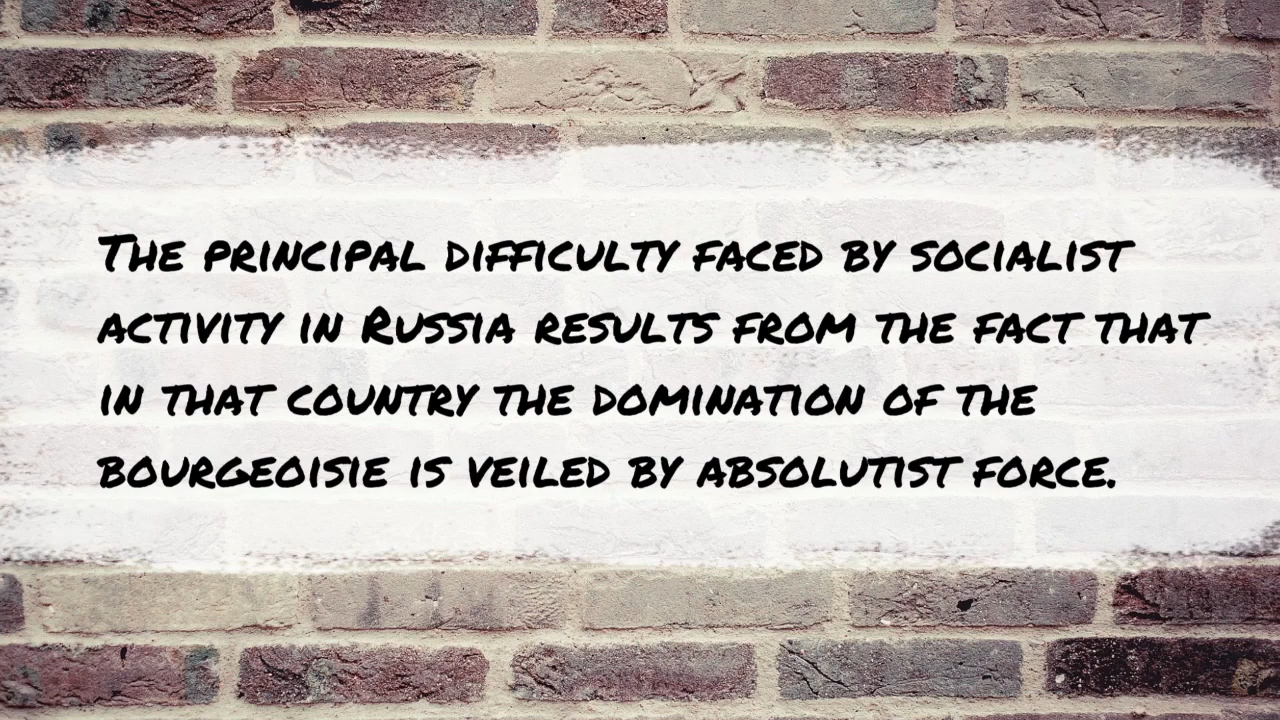 The principal difficulty faced by socialist
activity in Russia results from the fact that
in that country the domination of the
bourgeoisie is veiled by absolutist force.